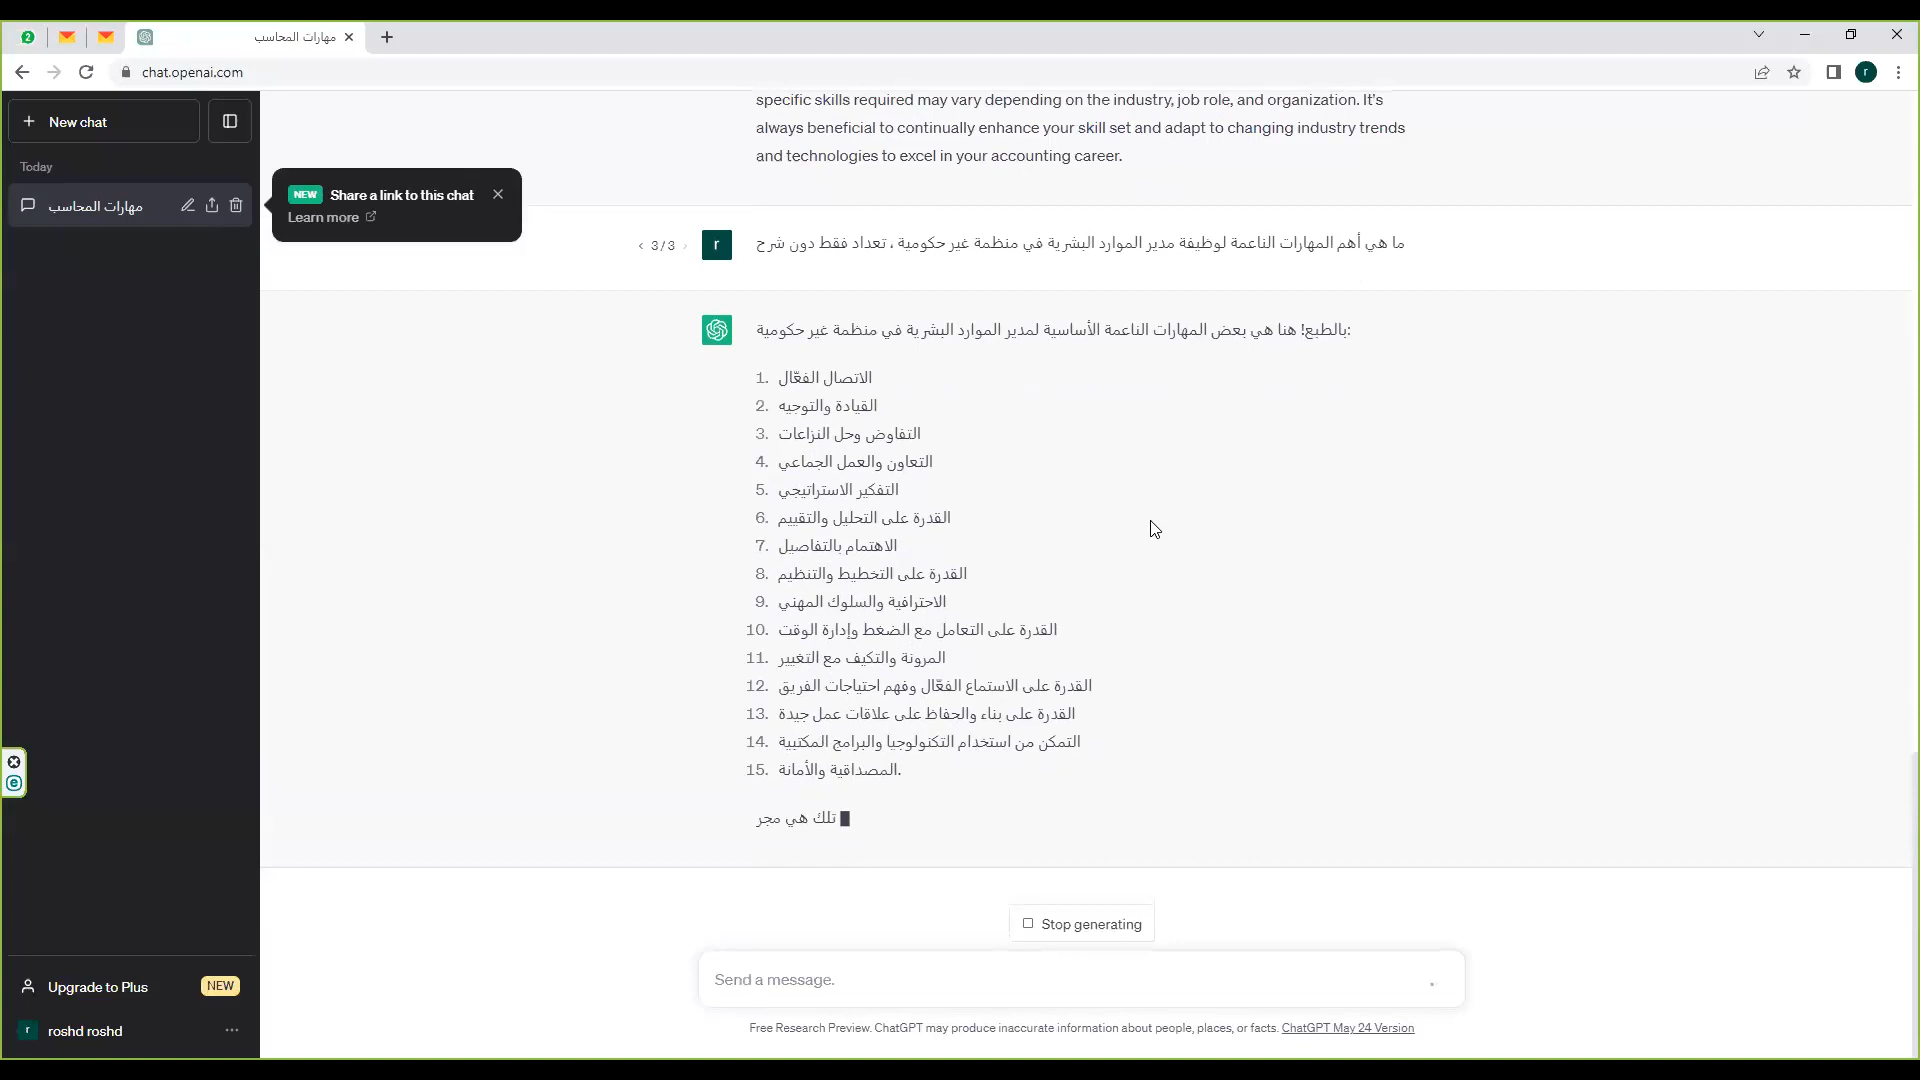 2
مهارات المحاسب
chat.openai.com
r
New chat
Today
مهارات المحاسب
NEW Share a link to this chat
Learn more
specific skills required may vary depending on the industry, job role, and organization. It's
always beneficial to continually enhance your skill set and adapt to changing industry trends
and technologies to excel in your accounting career.
3 / 3
r
ما هي أهم المهارات الناعمة لوظيفة مدير الموارد البشرية في منظمة غير حكومية ، تعداد فقط دون شرح
بالطبع! هنا هي بعض المهارات الناعمة الأساسية لمدير الموارد البشرية في منظمة غير حكومية:
1. الاتصال الفعّال
2. القيادة والتوجيه
3. التفاوض وحل النزاعات
4. التعاون والعمل الجماعي
5. التفكير الاستراتيجي
6. القدرة على التحليل والتقييم
7. الاهتمام بالتفاصيل
8. القدرة على التخطيط والتنظيم
9. الاحترافية والسلوك المهني
10. القدرة على التعامل مع الضغط وإدارة الوقت
11. المرونة والتكيف مع التغيير
12. القدرة على الاستماع الفعّال وفهم احتياجات الفريق
13. القدرة على بناء والحفاظ على علاقات عمل جيدة
14. التمكن من استخدام التكنولوجيا والبرامج المكتبية
15. المصداقية والأمانة.
تلك هي مجر
Stop generating
Send a message.
Free Research Preview. ChatGPT may produce inaccurate information about people, places, or facts. ChatGPT May 24 Version
Upgrade to Plus NEW
r roshd roshd